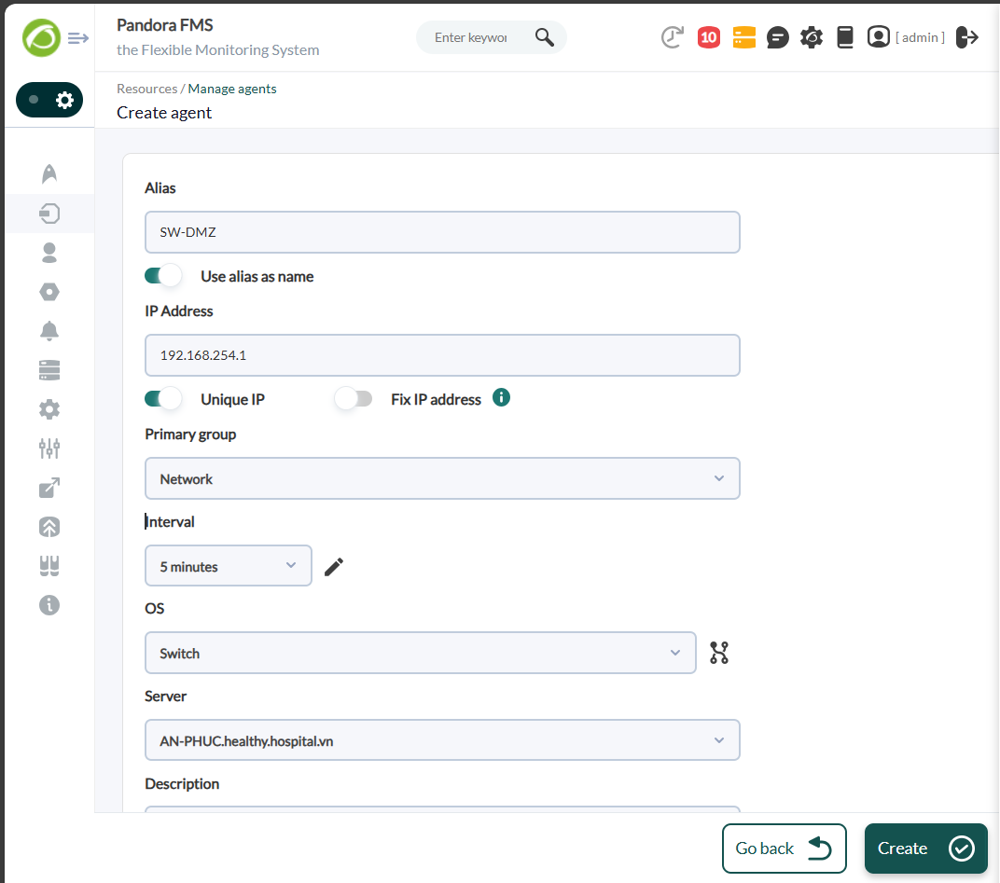 Pandora FMS
the Flexible Monitoring System
Enter keywor
10
[ admin ]
Resources / Manage agents
Create agent
Alias
SW-DMZ
Use alias as name
IP Address
192.168.254.1
Unique IP
Fix IP address
Primary group
Network
Interval
5 minutes
OS
Switch
Server
AN-PHUC.healthy.hospital.vn
Description
Go back
Create